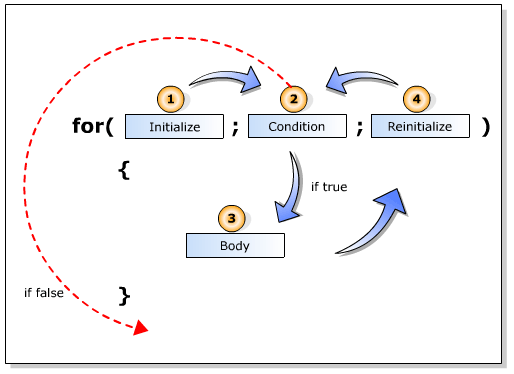 1 2 4
for( Initialize ; Condition ; Reinitialize )
{
if true
3
Body
if false
}